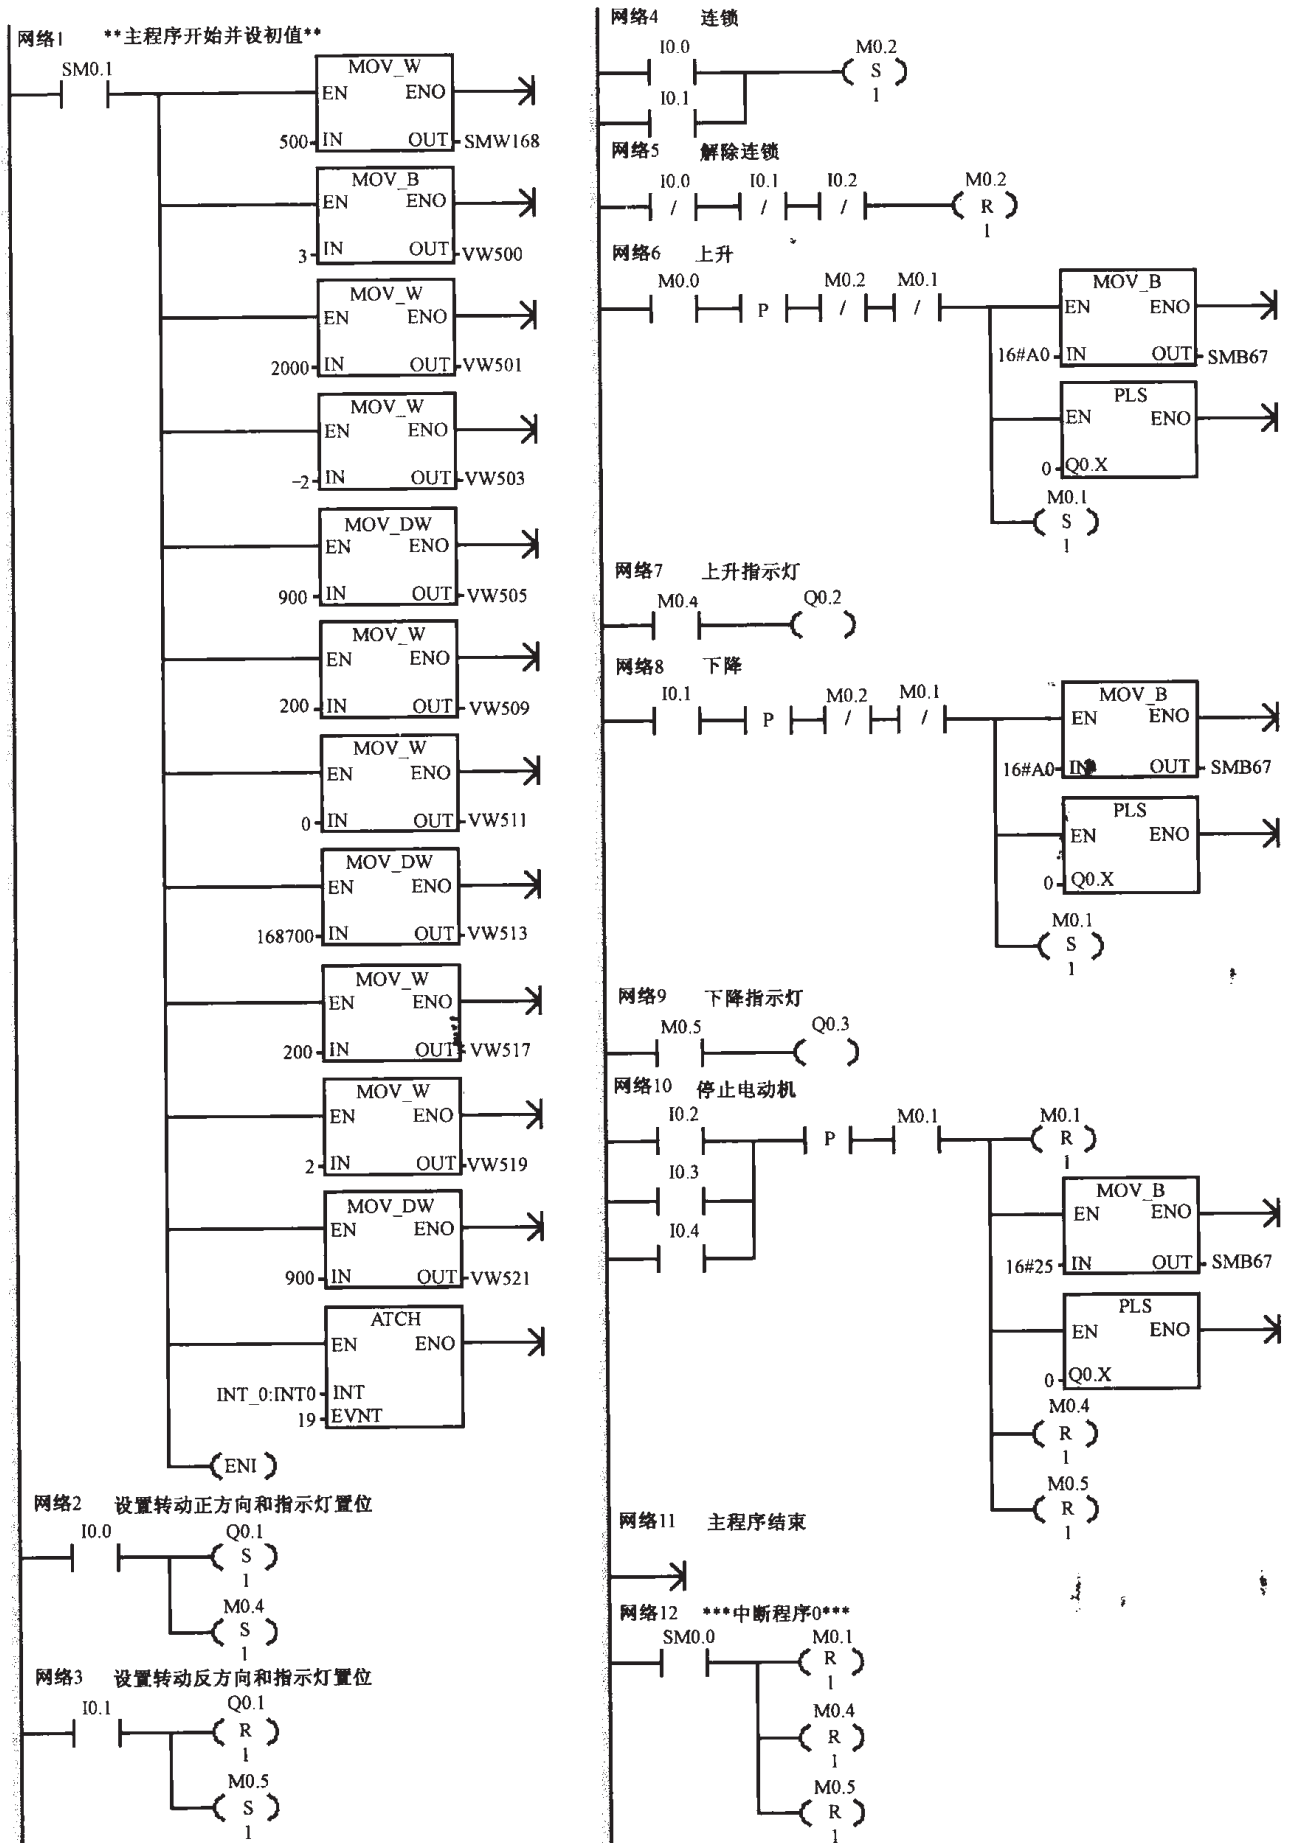 网络1 **主程序开始并设初值**
SM0.1
MOV_W
EN ENO
500 IN OUT SMW168
MOV_B
EN ENO
3 IN OUT VW500
MOV_W
EN ENO
2000 IN OUT VW501
MOV_W
EN ENO
-2 IN OUT VW503
MOV_DW
EN ENO
900 IN OUT VW505
MOV_W
EN ENO
200 IN OUT VW509
MOV_W
EN ENO
0 IN OUT VW511
MOV_DW
EN ENO
168700 IN OUT VW513
MOV_W
EN ENO
200 IN OUT VW517
MOV_W
EN ENO
2 IN OUT VW519
MOV_DW
EN ENO
900 IN OUT VW521
ATCH
EN ENO
INT_0:INT0 INT
19 EVNT
ENI
网络2 设置转动正方向和指示灯置位
I0.0 Q0.1
S
1
M0.4
S
1
网络3 设置转动反方向和指示灯置位
I0.1 Q0.1
R
1
M0.5
S
1
网络4 连锁
I0.0 M0.2
S
1
I0.1
网络5 解除连锁
I0.0 I0.1 I0.2 M0.2
/ / / R
1
网络6 上升
M0.0 M0.2 M0.1
P / /
MOV_B
EN ENO
16#A0 IN OUT SMB67
PLS
EN ENO
0 Q0.X
M0.1
S
1
网络7 上升指示灯
M0.4 Q0.2
网络8 下降
I0.1 M0.2 M0.1
P / /
MOV_B
EN ENO
16#A0 IN OUT SMB67
PLS
EN ENO
0 Q0.X
M0.1
S
1
网络9 下降指示灯
M0.5 Q0.3
网络10 停止电动机
I0.2 M0.1 M0.1
P R
1
I0.3
I0.4
MOV_B
EN ENO
16#25 IN OUT SMB67
PLS
EN ENO
0 Q0.X
M0.4
R
1
M0.5
R
1
网络11 主程序结束
网络12 ***中断程序0***
SM0.0 M0.1
R
1
M0.4
R
1
M0.5
R
1